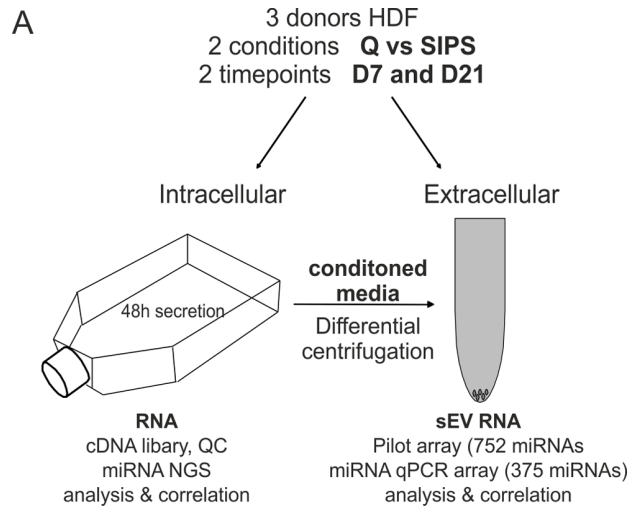 A
3 donors HDF
2 conditions Q vs SIPS
2 timepoints D7 and D21
Intracellular
Extracellular
48h secretion
conditoned
media
Differential
centrifugation
RNA
cDNA libary, QC
miRNA NGS
analysis & correlation
sEV RNA
Pilot array (752 miRNAs
miRNA qPCR array (375 miRNAs)
analysis & correlation